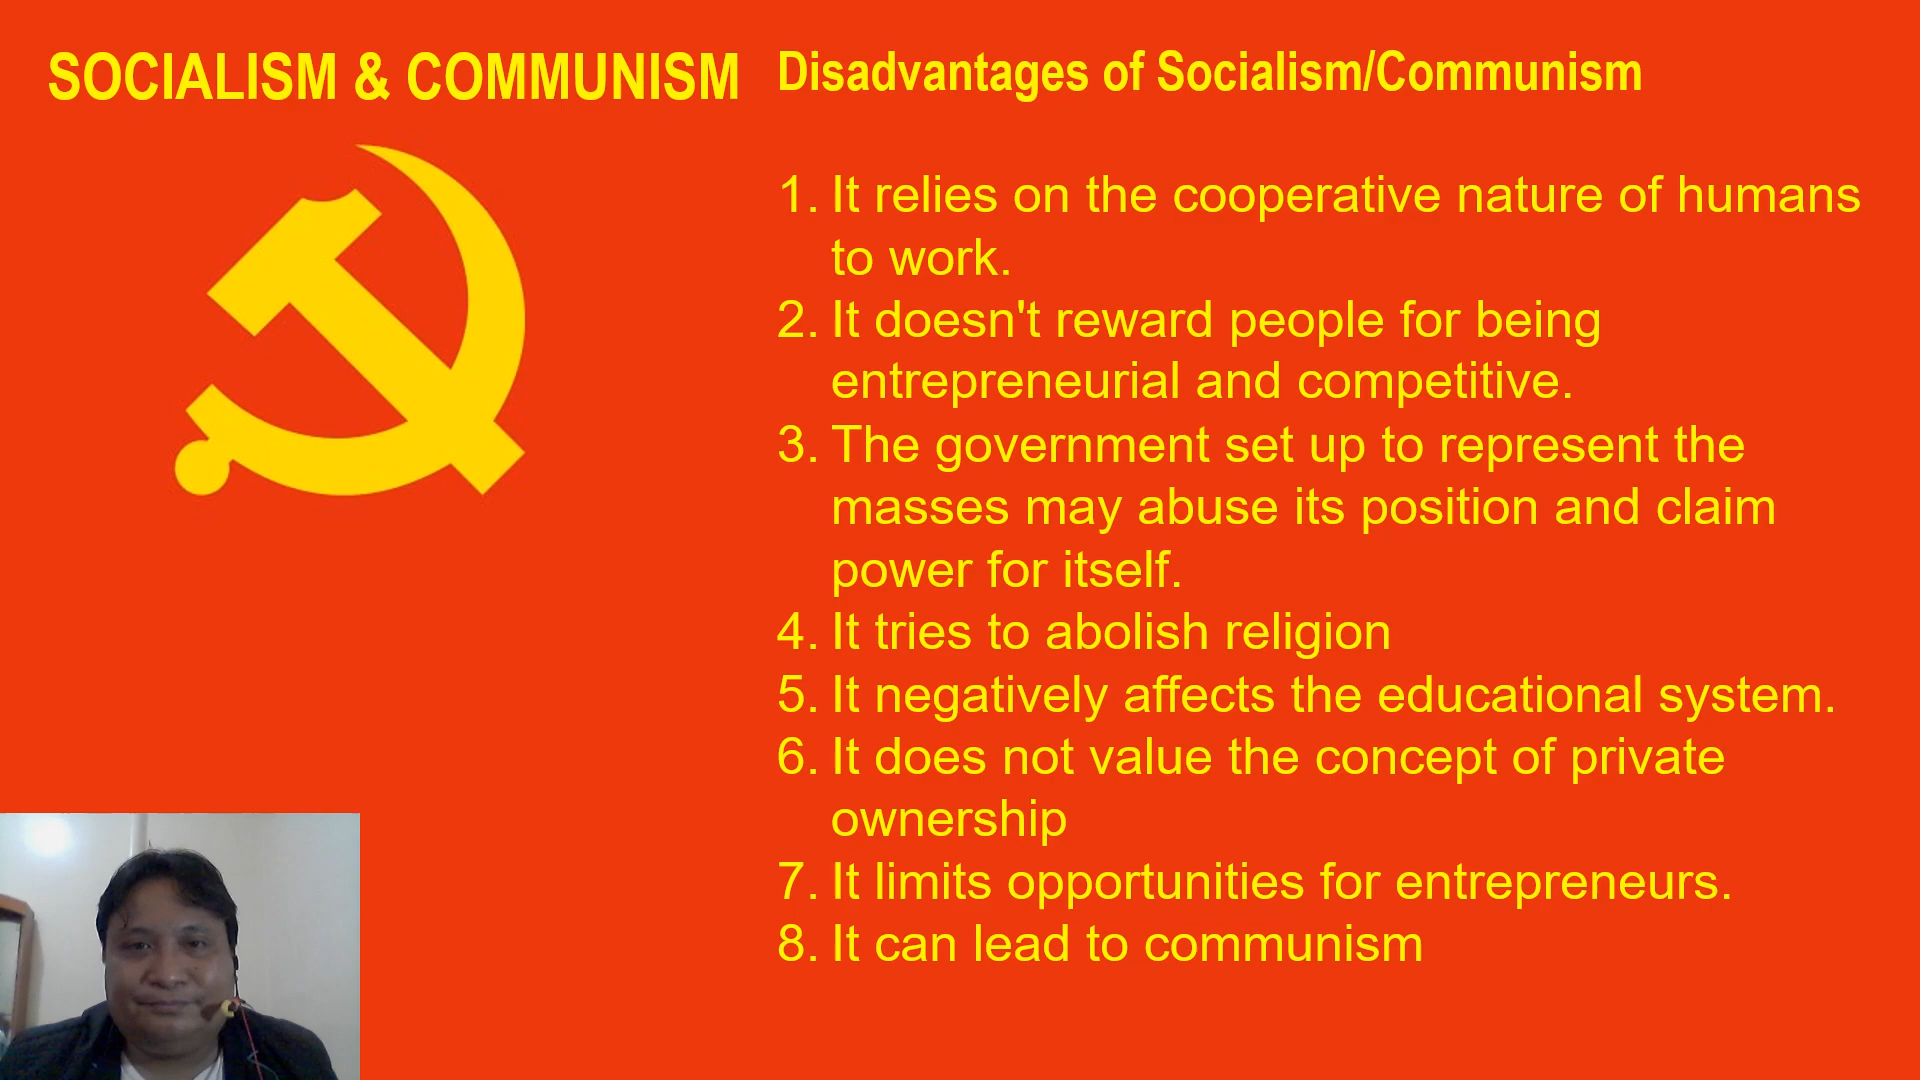 SOCIALISM & COMMUNISM
Disadvantages of Socialism/Communism
1. It relies on the cooperative nature of humans
to work.
2. It doesn't reward people for being
entrepreneurial and competitive.
3. The government set up to represent the
masses may abuse its position and claim
power for itself.
4. It tries to abolish religion
5. It negatively affects the educational system.
6. It does not value the concept of private
ownership
7. It limits opportunities for entrepreneurs.
8. It can lead to communism